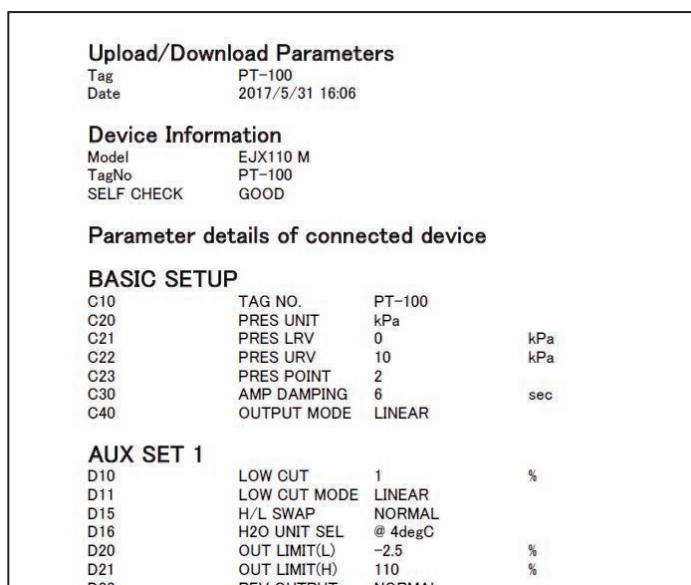 Upload/Download Parameters
Tag PT-100
Date 2017/5/31 16:06
Device Information
Model EJX110 M
TagNo PT-100
SELF CHECK GOOD
Parameter details of connected device
BASIC SETUP
C10 TAG NO. PT-100
C20 PRES UNIT kPa
C21 PRES LRV 0 kPa
C22 PRES URV 10 kPa
C23 PRES POINT 2
C30 AMP DAMPING 6 sec
C40 OUTPUT MODE LINEAR
AUX SET 1
D10 LOW CUT 1 %
D11 LOW CUT MODE LINEAR
D15 H/L SWAP NORMAL
D16 H2O UNIT SEL @ 4degC
D20 OUT LIMIT(L) -2.5 %
D21 OUT LIMIT(H) 110 %